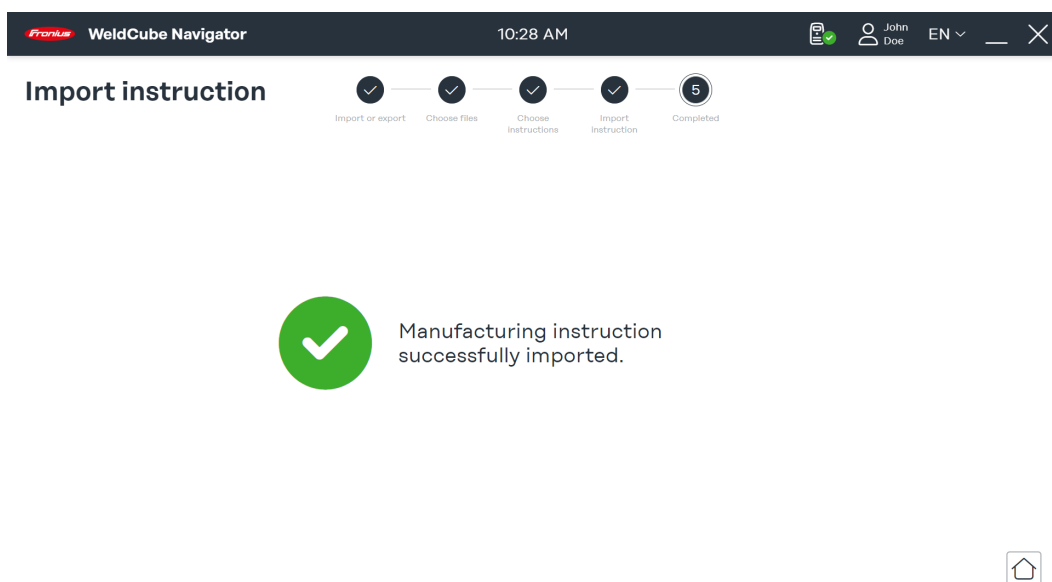 Fronius WeldCube Navigator 10:28 AM John Doe EN
Import instruction
5
Import or export Choose files Choose instructions Import instruction Completed
Manufacturing instruction
successfully imported.